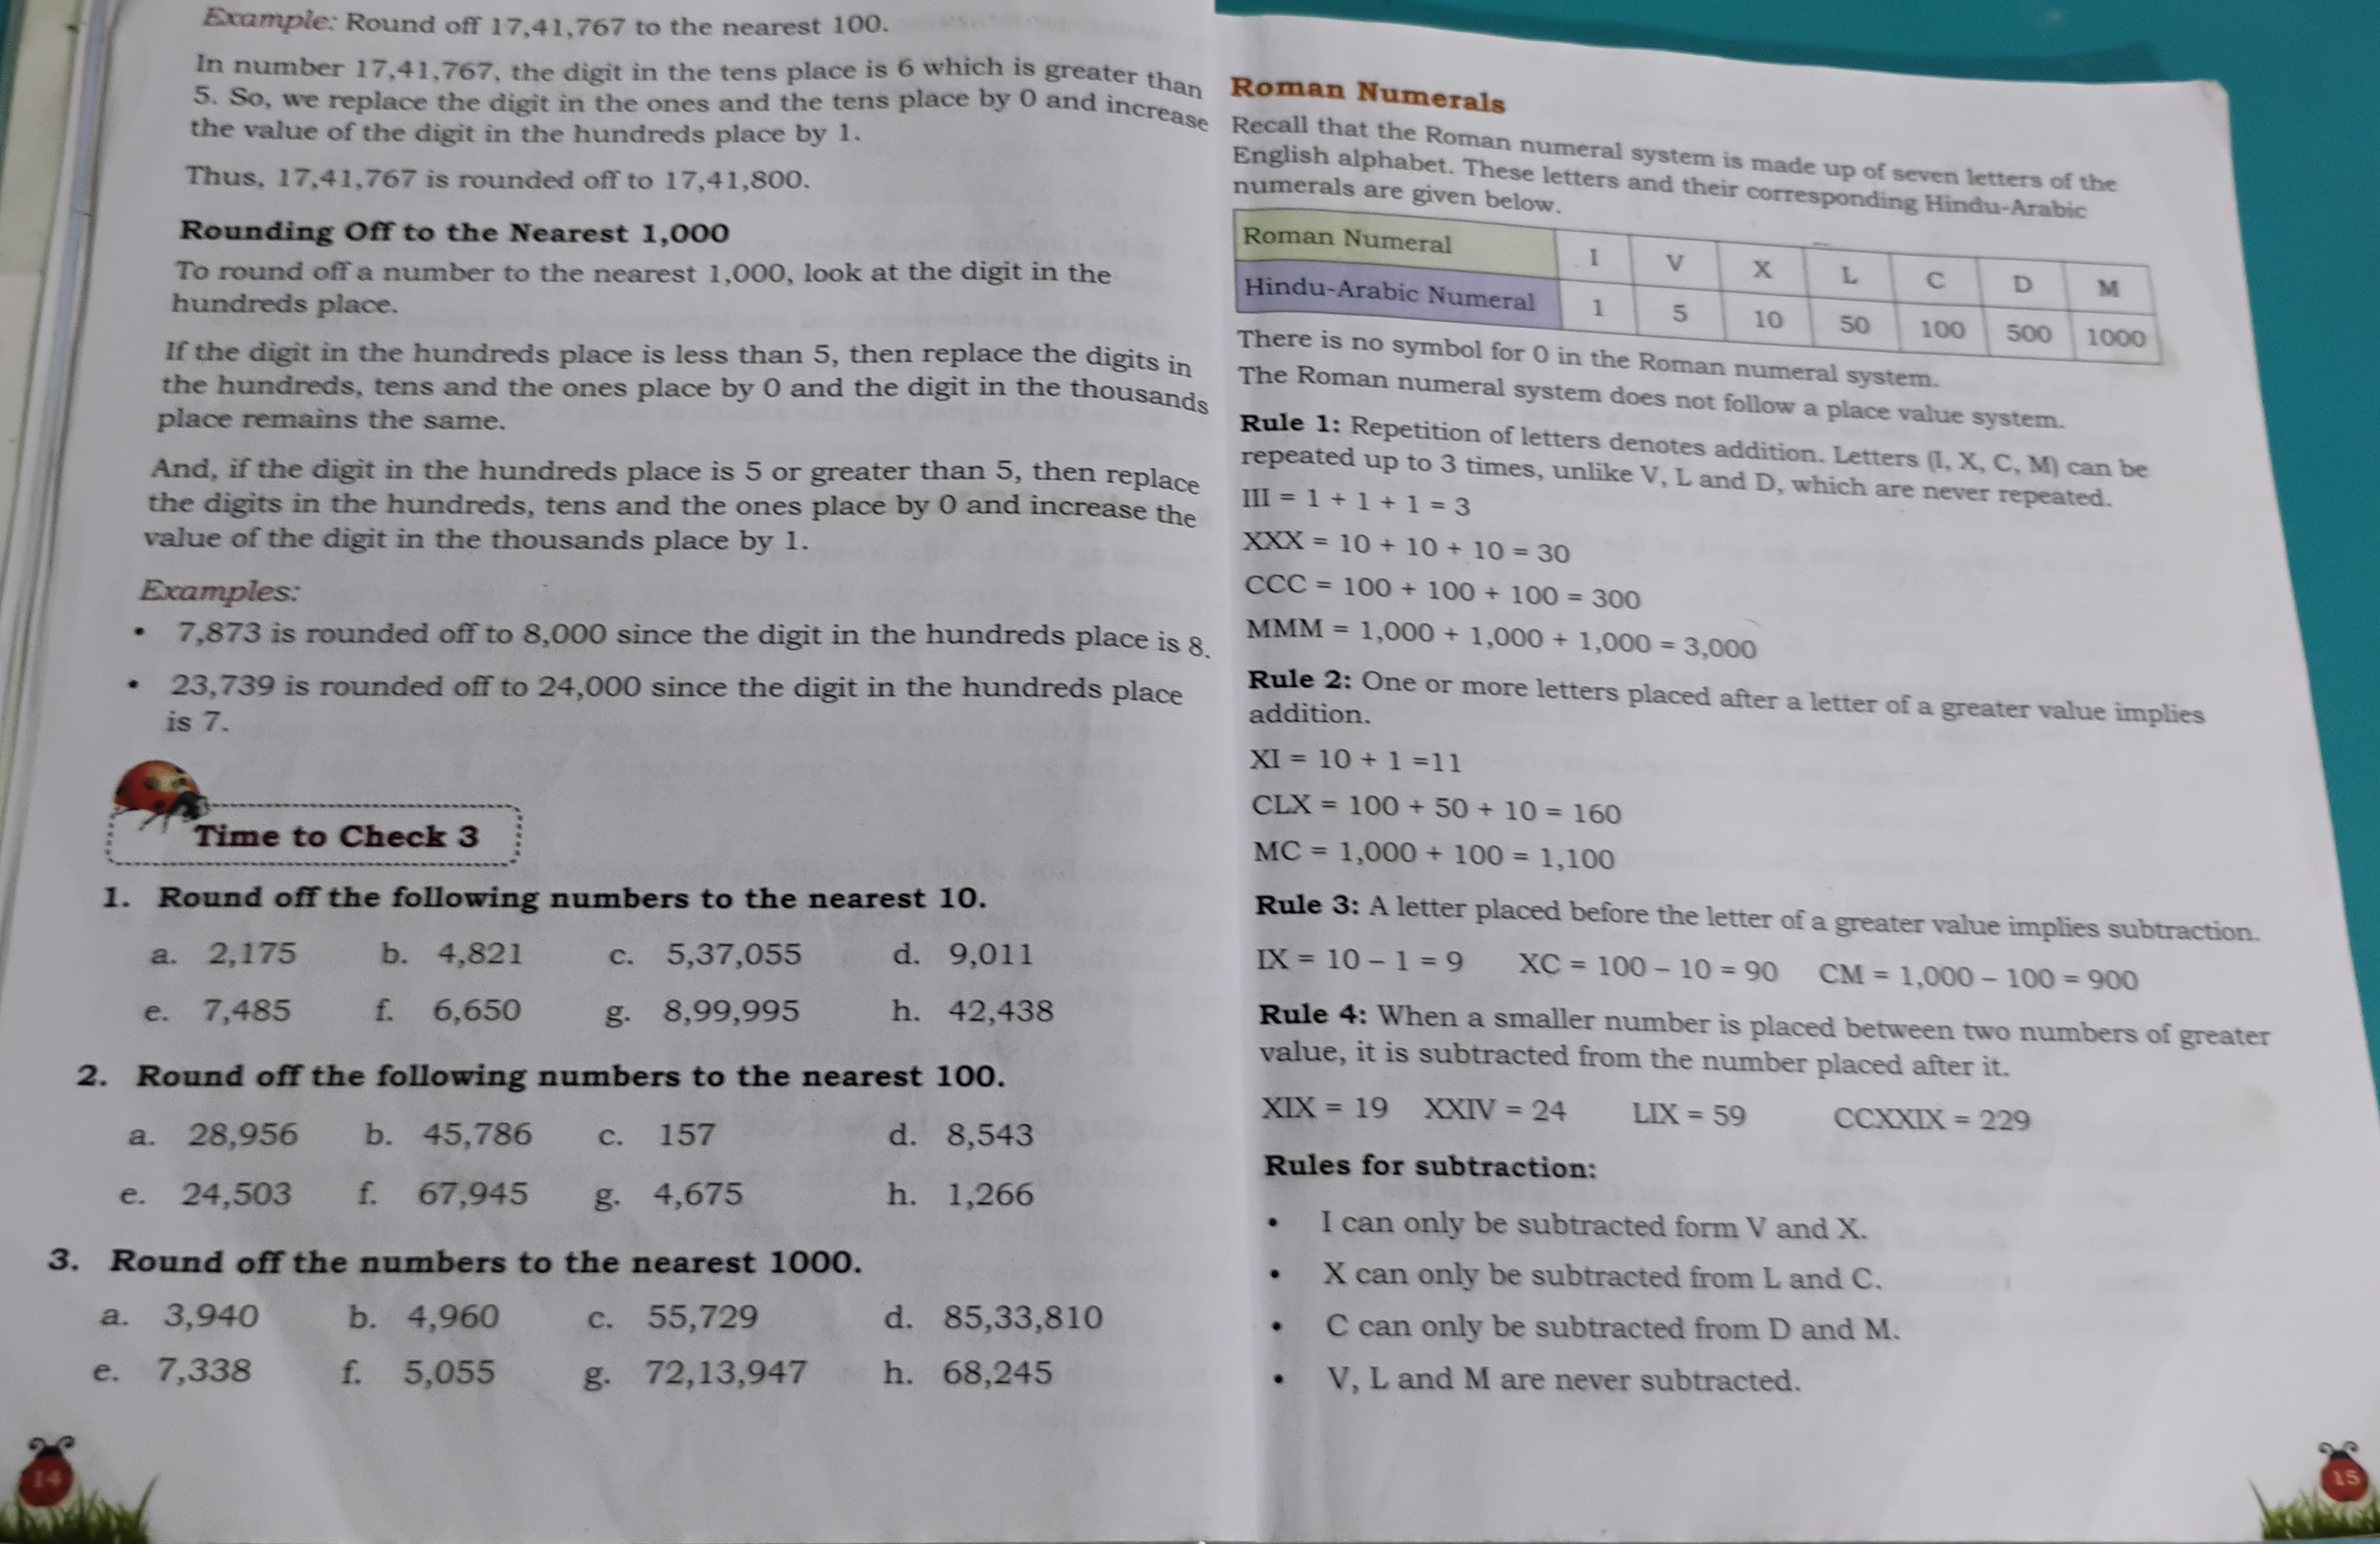 Example: Round off 17,41,767 to the nearest 100.
In number 17,41,767, the digit in the tens place is 6 which is greater than
5. So, we replace the digit in the ones and the tens place by 0 and increase
the value of the digit in the hundreds place by 1.
Thus, 17,41,767 is rounded off to 17,41,800.
Rounding Off to the Nearest 1,000
To round off a number to the nearest 1,000, look at the digit in the
hundreds place.
If the digit in the hundreds place is less than 5, then replace the digits in
the hundreds, tens and the ones place by 0 and the digit in the thousands
place remains the same.
And, if the digit in the hundreds place is 5 or greater than 5, then replace
the digits in the hundreds, tens and the ones place by 0 and increase the
value of the digit in the thousands place by 1.
Examples:
• 7,873 is rounded off to 8,000 since the digit in the hundreds place is 8.
• 23,739 is rounded off to 24,000 since the digit in the hundreds place
is 7.
Time to Check 3
1. Round off the following numbers to the nearest 10.
a. 2,175 b. 4,821 c. 5,37,055 d. 9,011
e. 7,485 f. 6,650 g. 8,99,995 h. 42,438
2. Round off the following numbers to the nearest 100.
a. 28,956 b. 45,786 c. 157 d. 8,543
e. 24,503 f. 67,945 g. 4,675 h. 1,266
3. Round off the numbers to the nearest 1000.
a. 3,940 b. 4,960 c. 55,729 d. 85,33,810
e. 7,338 f. 5,055 g. 72,13,947 h. 68,245
14
Roman Numerals
Recall that the Roman numeral system is made up of seven letters of the
English alphabet. These letters and their corresponding Hindu-Arabic
numerals are given below.
Roman Numeral I V X L C D M
Hindu-Arabic Numeral 1 5 10 50 100 500 1000
There is no symbol for 0 in the Roman numeral system.
The Roman numeral system does not follow a place value system.
Rule 1: Repetition of letters denotes addition. Letters (I, X, C, M) can be
repeated up to 3 times, unlike V, L and D, which are never repeated.
III = 1 + 1 + 1 = 3
XXX = 10 + 10 + 10 = 30
CCC = 100 + 100 + 100 = 300
MMM = 1,000 + 1,000 + 1,000 = 3,000
Rule 2: One or more letters placed after a letter of a greater value implies
addition.
XI = 10 + 1 =11
CLX = 100 + 50 + 10 = 160
MC = 1,000 + 100 = 1,100
Rule 3: A letter placed before the letter of a greater value implies subtraction.
IX = 10 – 1 = 9 XC = 100 – 10 = 90 CM = 1,000 – 100 = 900
Rule 4: When a smaller number is placed between two numbers of greater
value, it is subtracted from the number placed after it.
XIX = 19 XXIV = 24 LIX = 59 CCXXIX = 229
Rules for subtraction:
• I can only be subtracted form V and X.
• X can only be subtracted from L and C.
• C can only be subtracted from D and M.
• V, L and M are never subtracted.
15